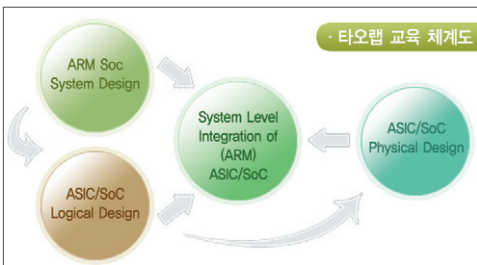 · 타오랩 교육 체계도
ARM Soc
System Design
System Level
Integration of
(ARM)
ASIC/SoC
ASIC/SoC
Physical Design
ASIC/SoC
Logical Design